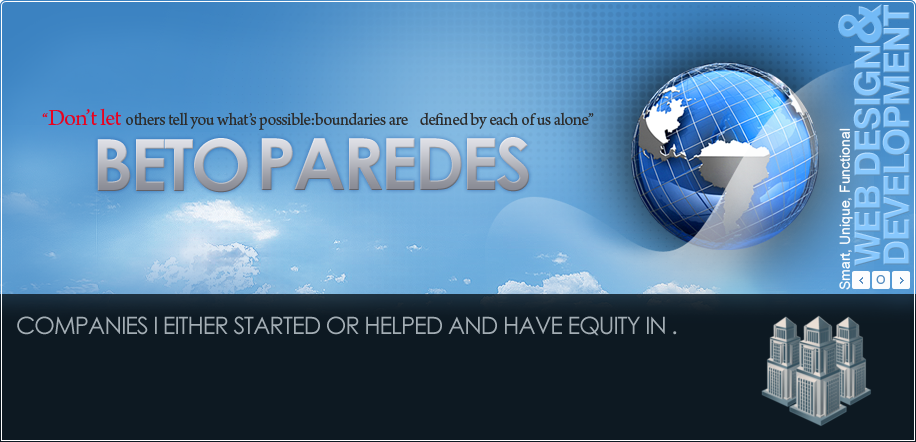 “Don’t let others tell you what’s possible:boundaries are defined by each of us alone”
BETO PAREDES
Smart, Unique, Functional
WEB DESIGN &
DEVELOPMENT
COMPANIES I EITHER STARTED OR HELPED AND HAVE EQUITY IN .